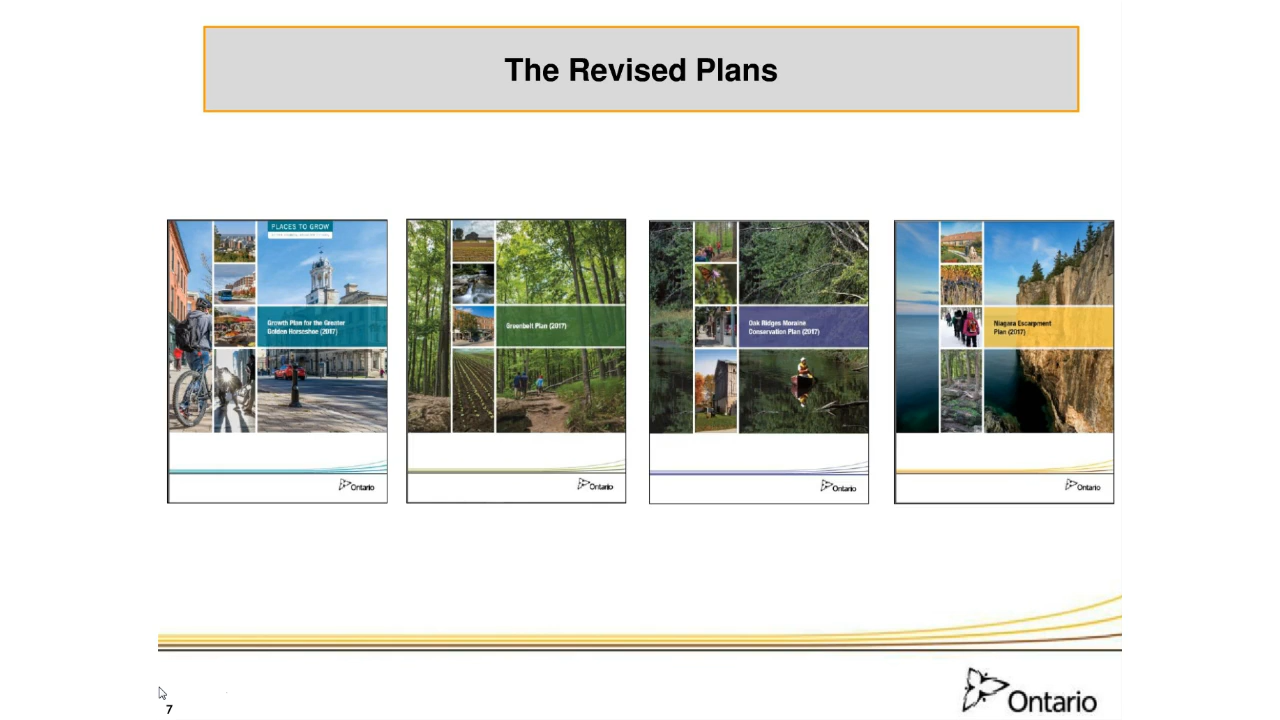 The Revised Plans
PLACES TO GROW
Growth Plan for the Greater
Golden Horseshoe (2017)
Ontario
Greenbelt Plan (2017)
Ontario
Oak Ridges Moraine
Conservation Plan (2017)
Ontario
Niagara Escarpment
Plan (2017)
Ontario
7
Ontario